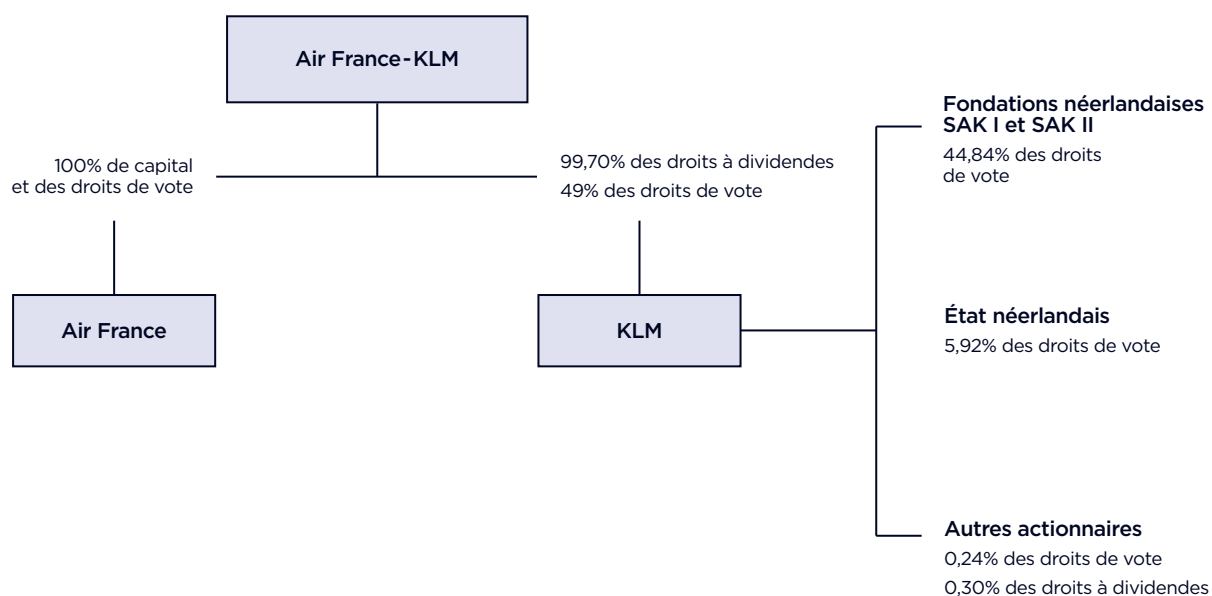 Air France-KLM
100% de capital
et des droits de vote
99,70% des droits à dividendes
49% des droits de vote
Air France
KLM
Fondations néerlandaises
SAK I et SAK II
44,84% des droits
de vote
État néerlandais
5,92% des droits de vote
Autres actionnaires
0,24% des droits de vote
0,30% des droits à dividendes